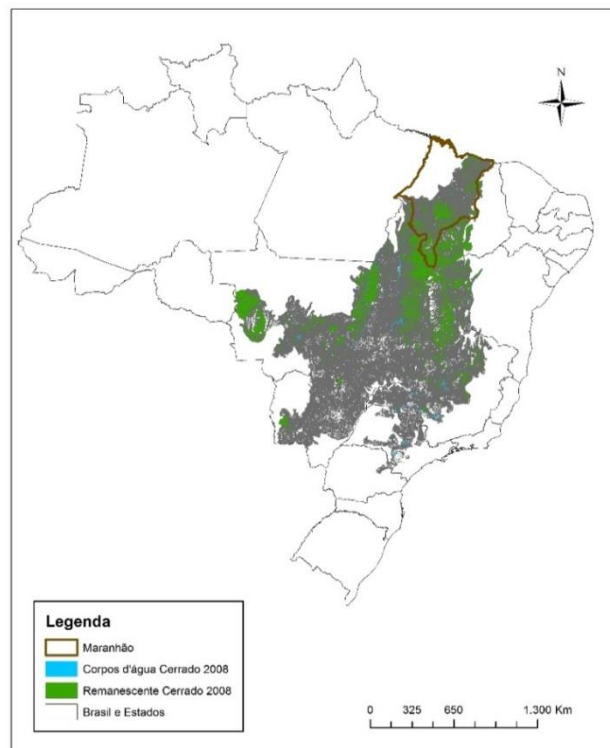 N
Legenda
Maranhão
Corpos d'água Cerrado 2008
Remanescente Cerrado 2008
Brasil e Estados
0 325 650 1.300 Km